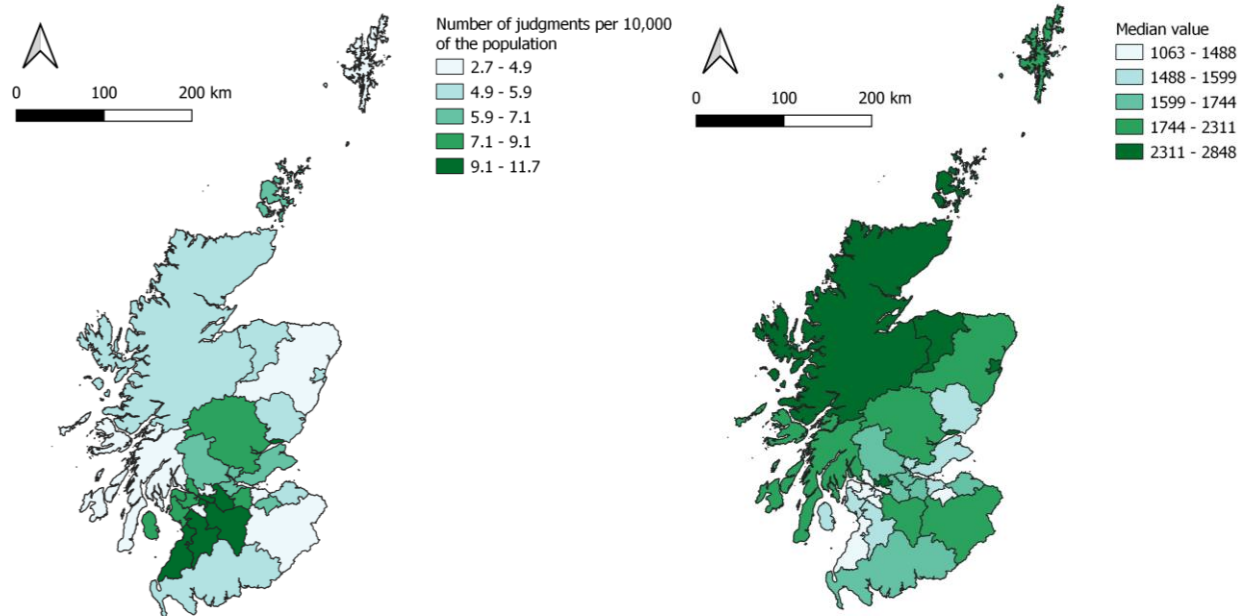 Number of judgments per 10,000
of the population
2.7 - 4.9
4.9 - 5.9
5.9 - 7.1
7.1 - 9.1
9.1 - 11.7
0 100 200 km
Median value
1063 - 1488
1488 - 1599
1599 - 1744
1744 - 2311
2311 - 2848
0 100 200 km